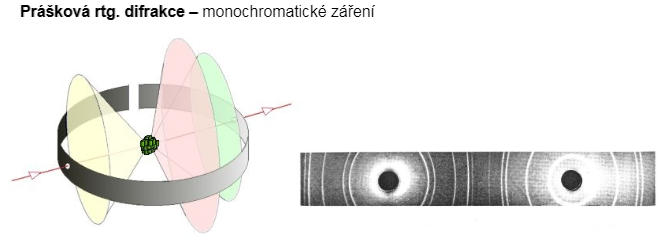 Prášková rtg. difrakce – monochromatické záření